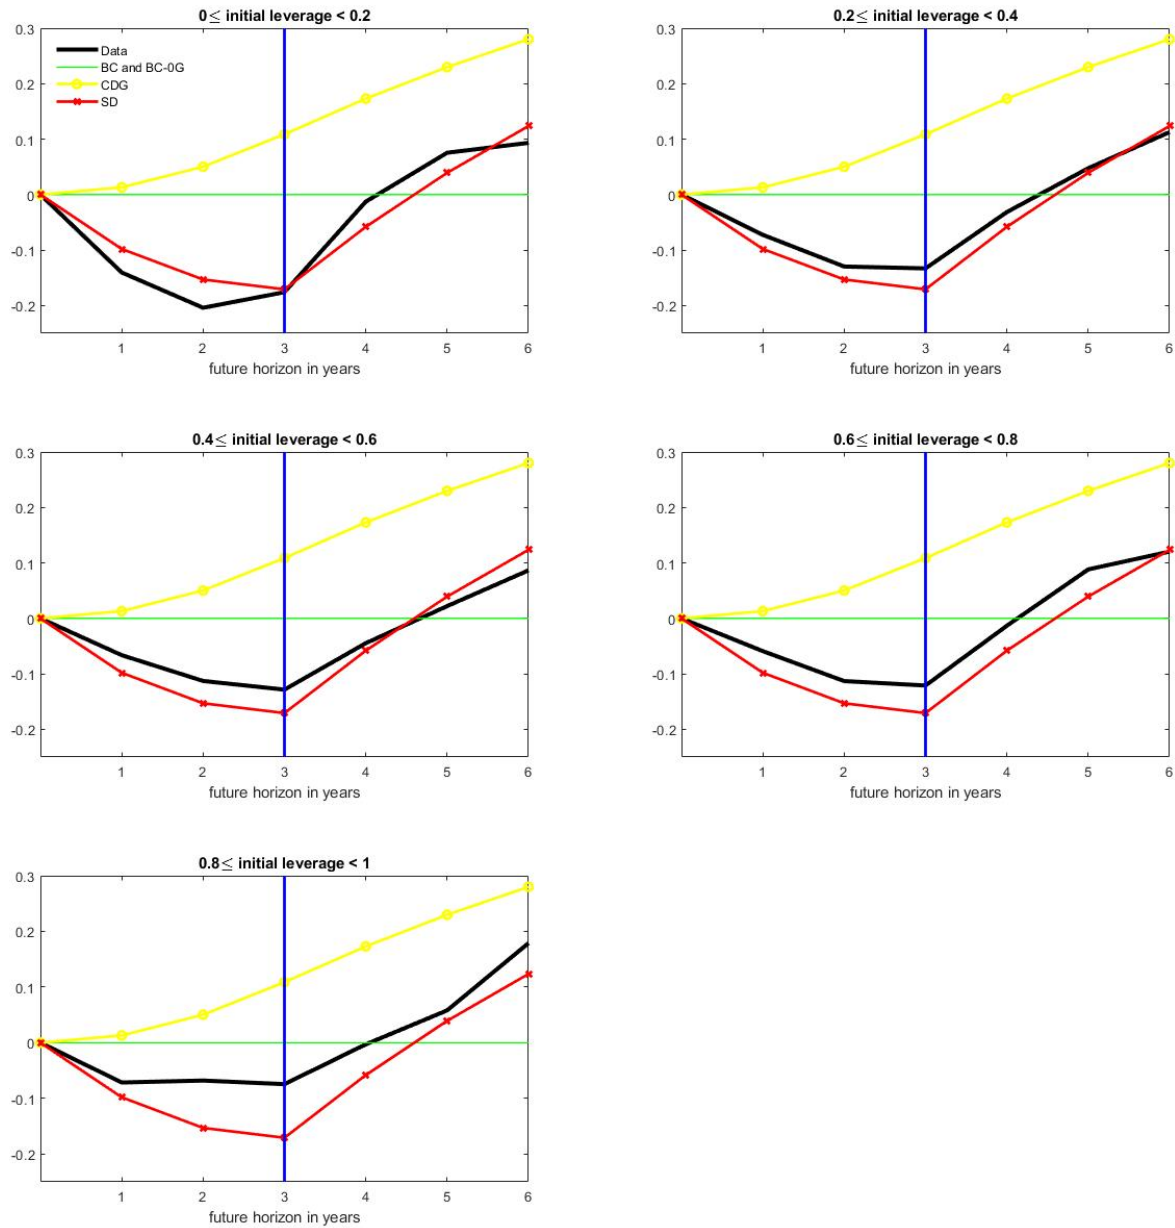 0≤ initial leverage < 0.2
0.3
0.2
0.1
0
-0.1
-0.2
Data
BC and BC-0G
CDG
SD
1 2 3 4 5 6
future horizon in years
0.2≤ initial leverage < 0.4
0.3
0.2
0.1
0
-0.1
-0.2
1 2 3 4 5 6
future horizon in years
0.4≤ initial leverage < 0.6
0.3
0.2
0.1
0
-0.1
-0.2
1 2 3 4 5 6
future horizon in years
0.6≤ initial leverage < 0.8
0.3
0.2
0.1
0
-0.1
-0.2
1 2 3 4 5 6
future horizon in years
0.8≤ initial leverage < 1
0.3
0.2
0.1
0
-0.1
-0.2
1 2 3 4 5 6
future horizon in years